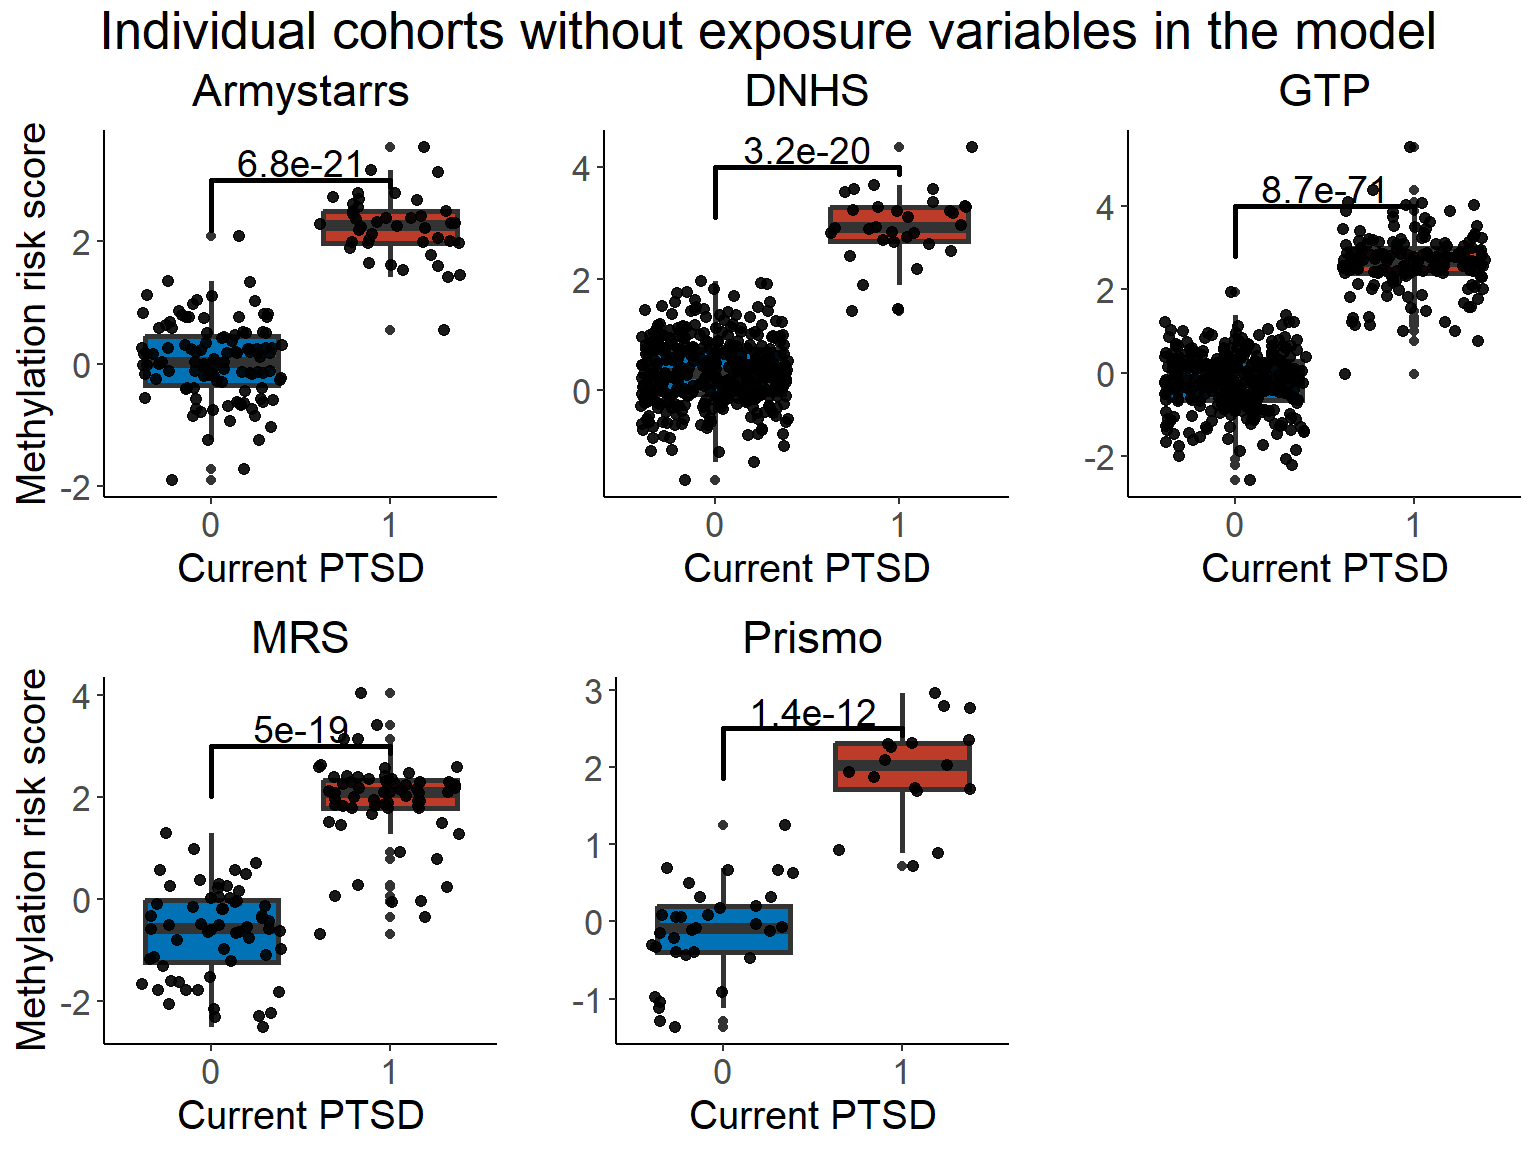 Individual cohorts without exposure variables in the model
Armystarrs
DNHS
GTP
Methylation risk score
2
0
-2
6.8e-21
0
1
Current PTSD
4
2
0
3.2e-20
0
1
Current PTSD
4
2
0
-2
8.7e-71
0
1
Current PTSD
MRS
Prismo
Methylation risk score
4
2
0
-2
5e-19
0
1
Current PTSD
3
2
1
0
-1
1.4e-12
0
1
Current PTSD